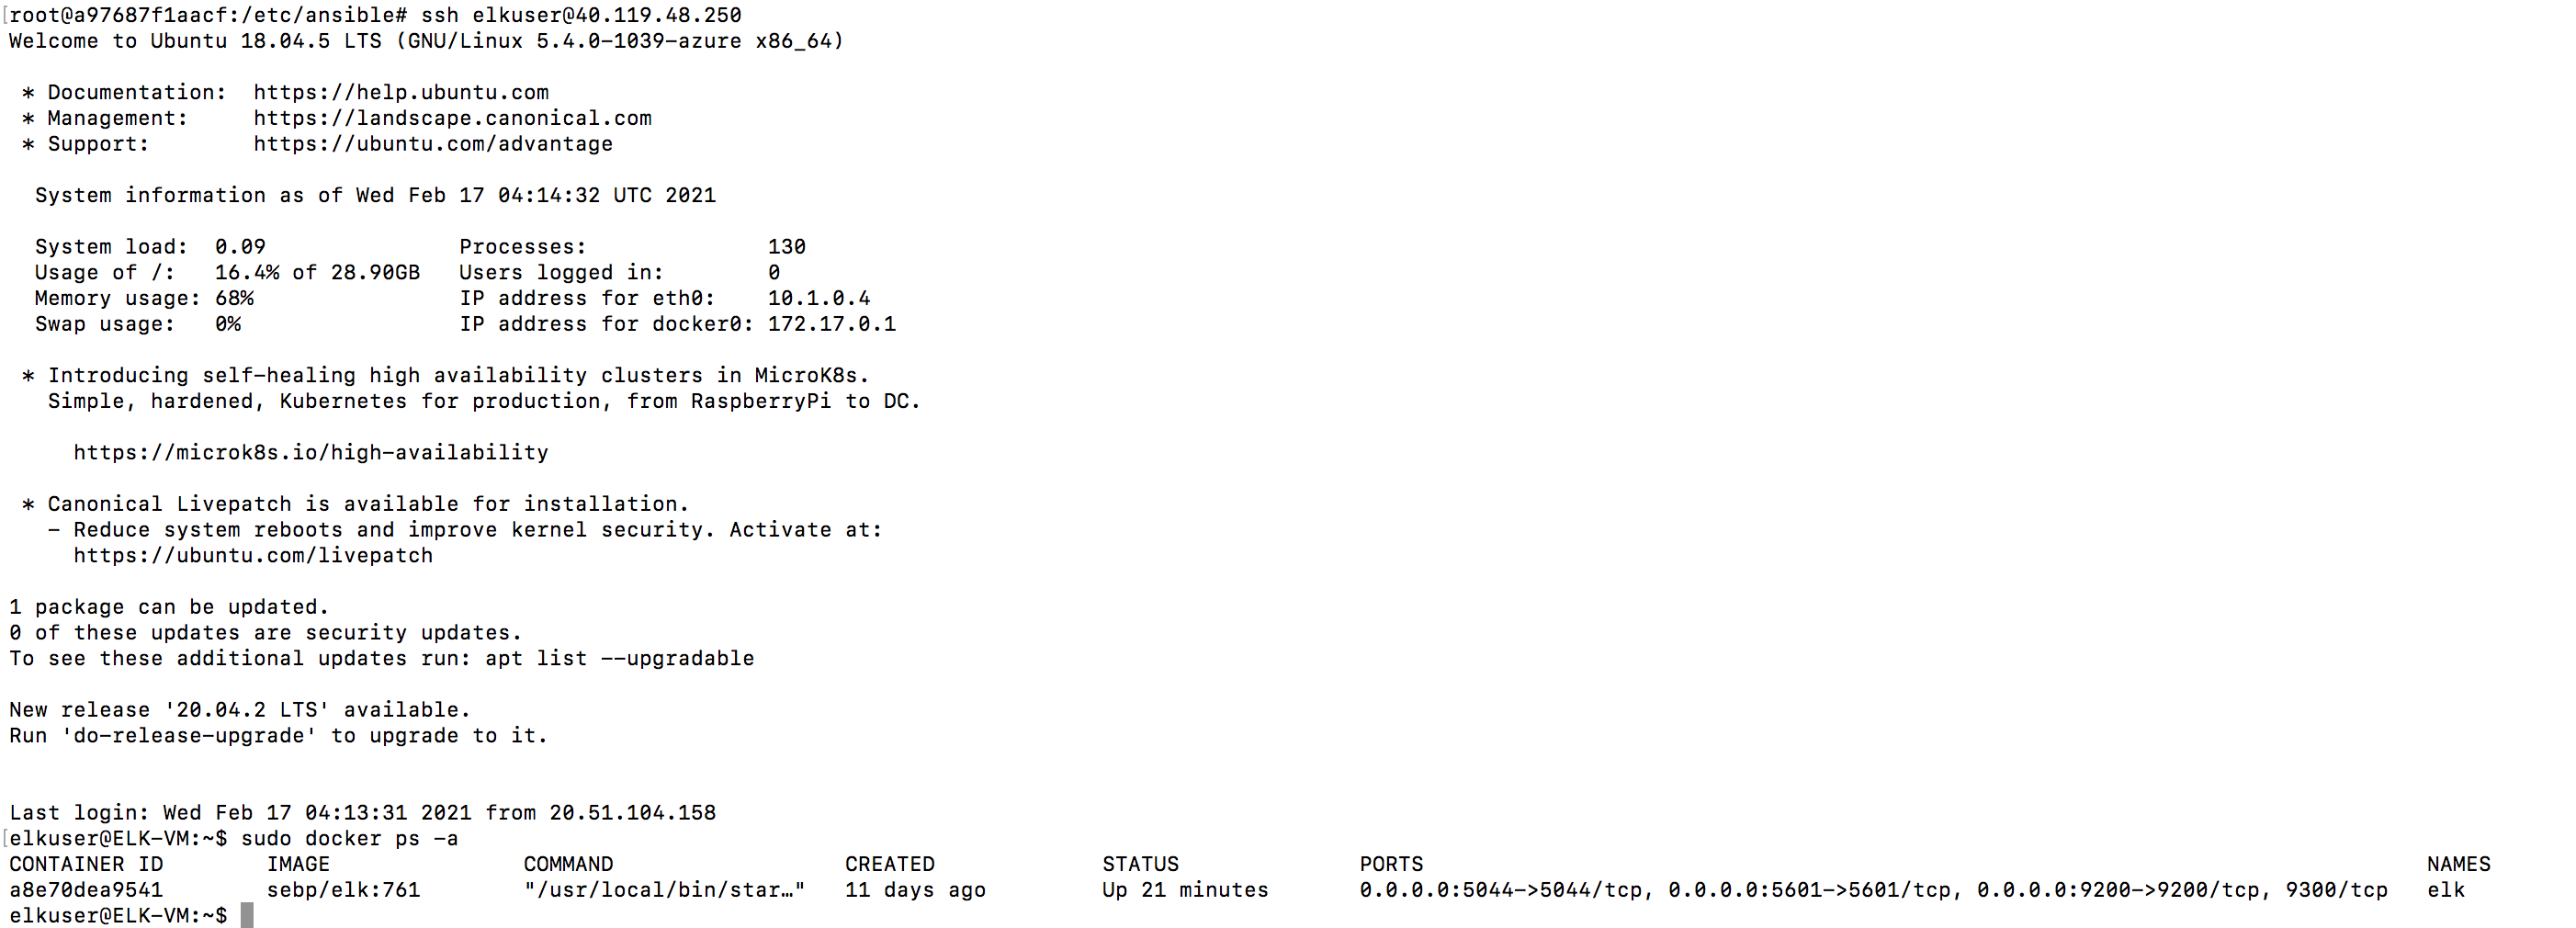 [root@a97687f1aacf:/etc/ansible# ssh elkuser@40.119.48.250
Welcome to Ubuntu 18.04.5 LTS (GNU/Linux 5.4.0-1039-azure x86_64)

 * Documentation:  https://help.ubuntu.com
 * Management:     https://landscape.canonical.com
 * Support:        https://ubuntu.com/advantage

  System information as of Wed Feb 17 04:14:32 UTC 2021

  System load:  0.09               Processes:              130
  Usage of /:   16.4% of 28.90GB   Users logged in:        0
  Memory usage: 68%                IP address for eth0:    10.1.0.4
  Swap usage:   0%                 IP address for docker0: 172.17.0.1

 * Introducing self-healing high availability clusters in MicroK8s.
   Simple, hardened, Kubernetes for production, from RaspberryPi to DC.

     https://microk8s.io/high-availability

 * Canonical Livepatch is available for installation.
   - Reduce system reboots and improve kernel security. Activate at:
     https://ubuntu.com/livepatch

1 package can be updated.
0 of these updates are security updates.
To see these additional updates run: apt list --upgradable

New release '20.04.2 LTS' available.
Run 'do-release-upgrade' to upgrade to it.


Last login: Wed Feb 17 04:13:31 2021 from 20.51.104.158
[elkuser@ELK-VM:~$ sudo docker ps -a
CONTAINER ID        IMAGE               COMMAND                  CREATED             STATUS              PORTS                                                                              NAMES
a8e70dea9541        sebp/elk:761        "/usr/local/bin/star…"   11 days ago         Up 21 minutes       0.0.0.0:5044->5044/tcp, 0.0.0.0:5601->5601/tcp, 0.0.0.0:9200->9200/tcp, 9300/tcp   elk
elkuser@ELK-VM:~$